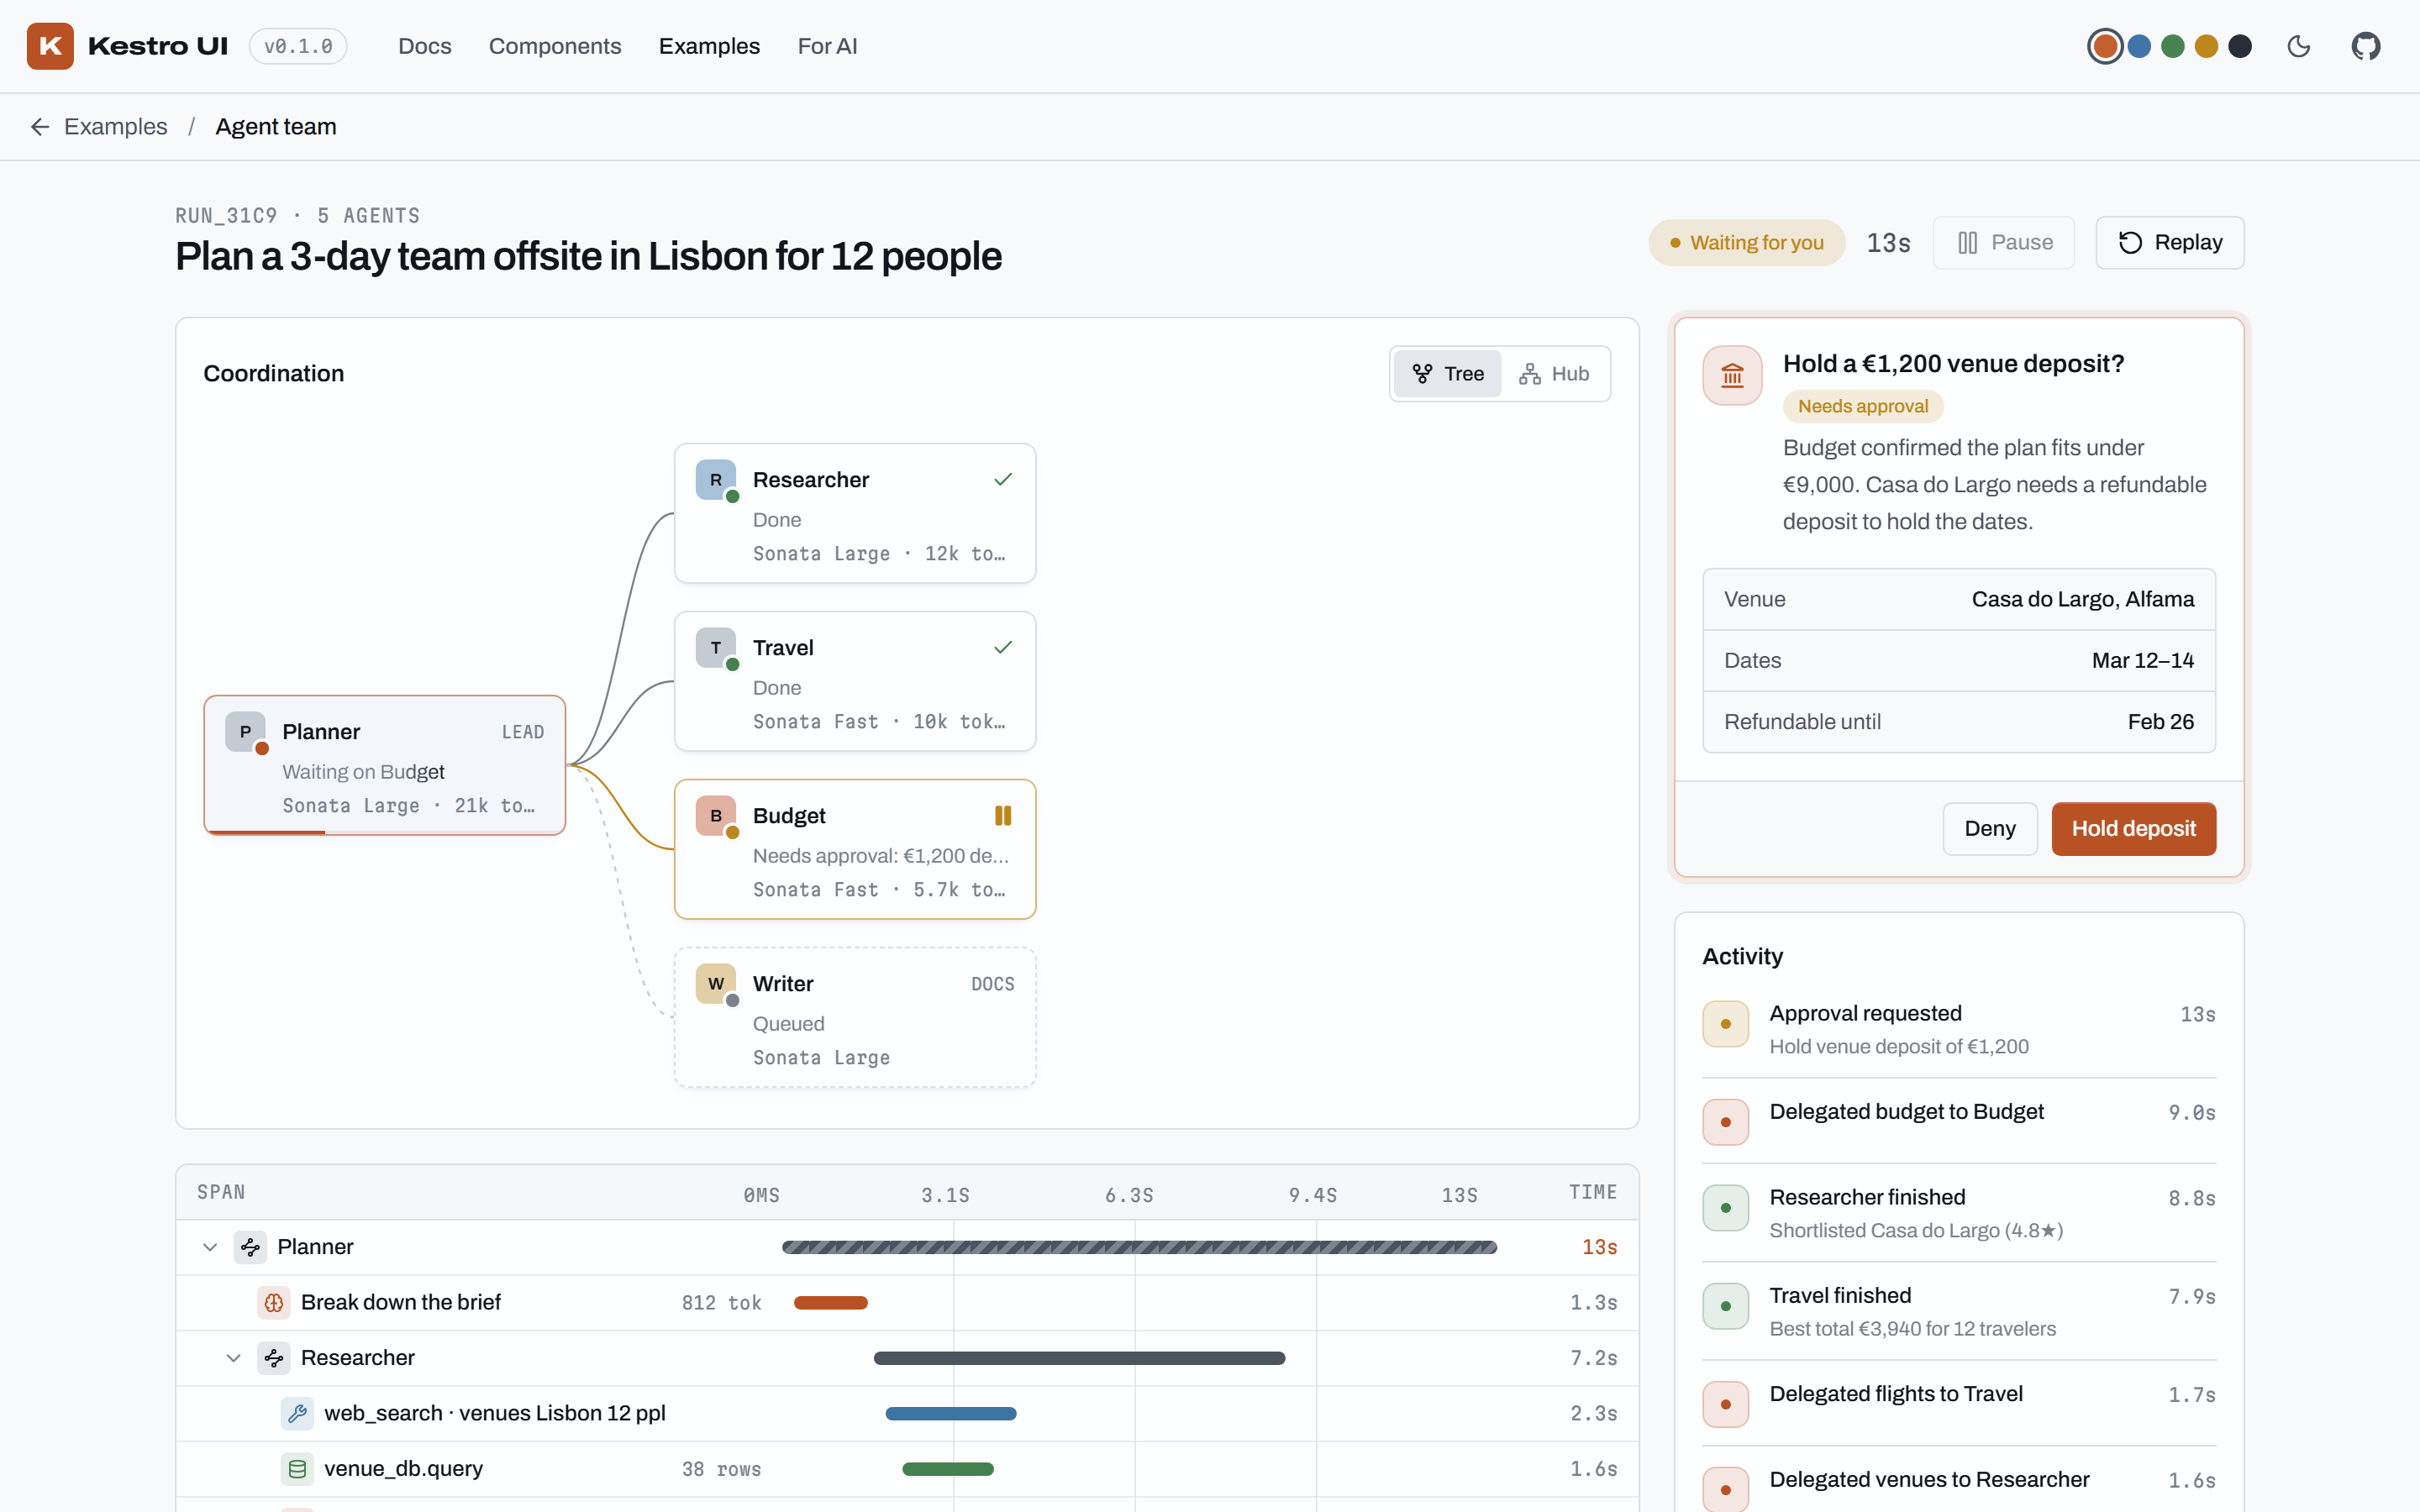 K Kestro UI v0.1.0 Docs Components Examples For AI
Examples / Agent team
RUN_31C9 · 5 AGENTS
Plan a 3-day team offsite in Lisbon for 12 people
Waiting for you 13s Pause Replay
Coordination
Tree Hub
P Planner LEAD
Waiting on Budget
Sonata Large · 21k to…
R Researcher
Done
Sonata Large · 12k to…
T Travel
Done
Sonata Fast · 10k tok…
B Budget
Needs approval: €1,200 de…
Sonata Fast · 5.7k to…
W Writer DOCS
Queued
Sonata Large
SPAN 0MS 3.1S 6.3S 9.4S 13S TIME
Planner 13s
Break down the brief 812 tok 1.3s
Researcher 7.2s
web_search · venues Lisbon 12 ppl 2.3s
venue_db.query 38 rows 1.6s
Hold a €1,200 venue deposit?
Needs approval
Budget confirmed the plan fits under
€9,000. Casa do Largo needs a refundable
deposit to hold the dates.
Venue Casa do Largo, Alfama
Dates Mar 12–14
Refundable until Feb 26
Deny Hold deposit
Activity
Approval requested 13s
Hold venue deposit of €1,200
Delegated budget to Budget 9.0s
Researcher finished 8.8s
Shortlisted Casa do Largo (4.8★)
Travel finished 7.9s
Best total €3,940 for 12 travelers
Delegated flights to Travel 1.7s
Delegated venues to Researcher 1.6s